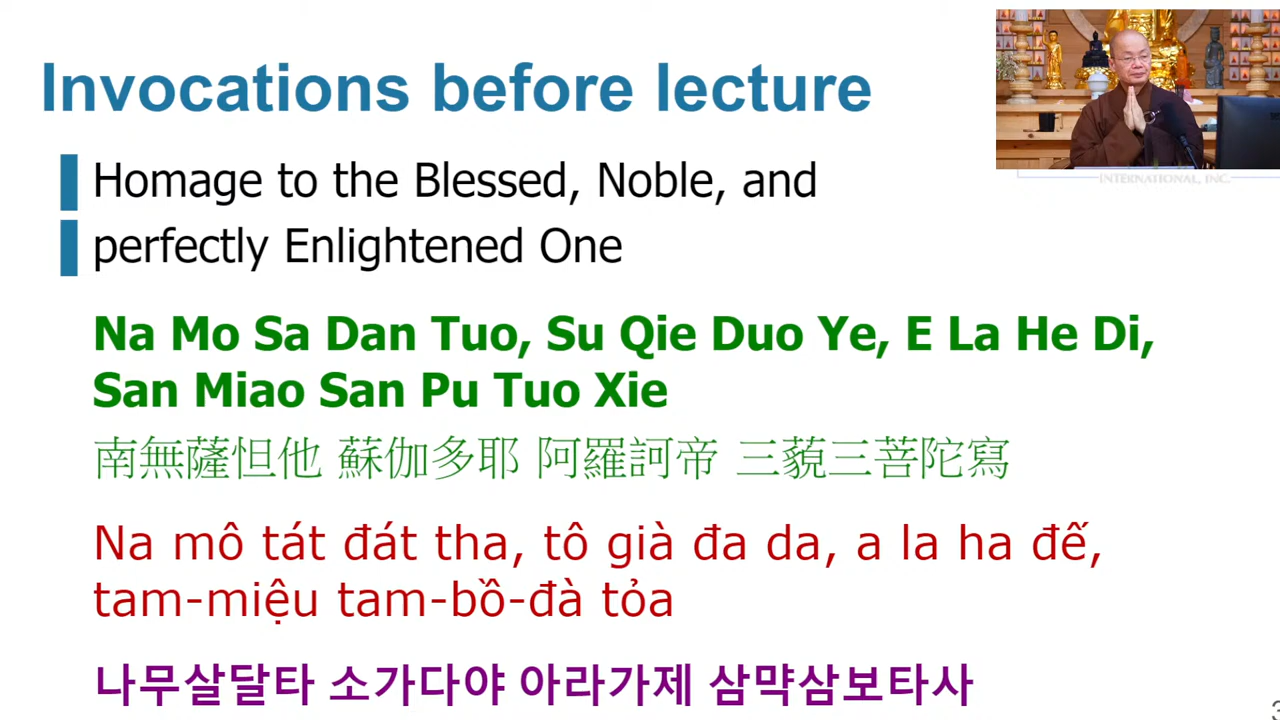 Invocations before lecture
INTERNATIONAL, INC.
Homage to the Blessed, Noble, and
perfectly Enlightened One
Na Mo Sa Dan Tuo, Su Qie Duo Ye, E La He Di,
San Miao San Pu Tuo Xie
南無薩怛他 蘇伽多耶 阿羅訶帝 三藐三菩陀寫
Na mô tát đát tha, tô già đa da, a la ha đế,
tam-miệu tam-bồ-đà tỏa
나무살달타 소가다야 아라가제 삼먁삼보타사
3